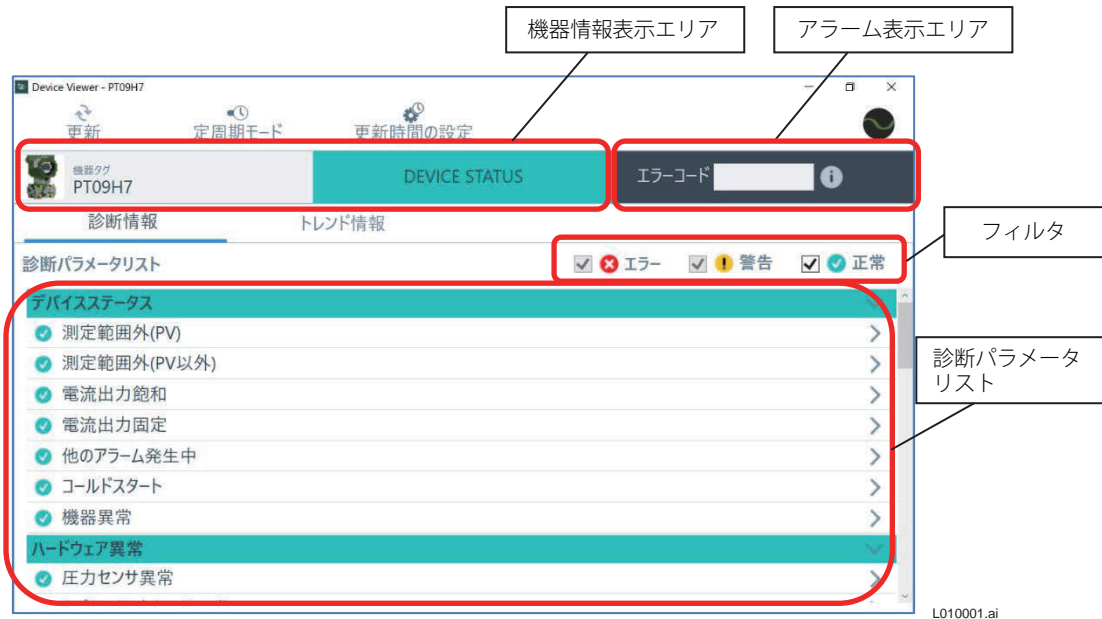 機器情報表示エリア
アラーム表示エリア
Device Viewer - PT09H7
更新
定周期モード
更新時間の設定
機器タグ
PT09H7
DEVICE STATUS
エラーコード
診断情報
トレンド情報
フィルタ
診断パラメータリスト
エラー
警告
正常
デバイスステータス
測定範囲外(PV)
測定範囲外(PV以外)
診断パラメータ
リスト
電流出力飽和
電流出力固定
他のアラーム発生中
コールドスタート
機器異常
ハードウェア異常
圧力センサ異常
L010001.ai